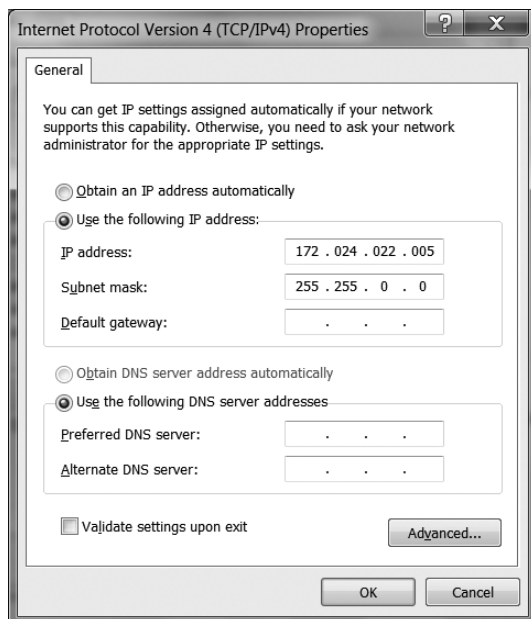 Internet Protocol Version 4 (TCP/IPv4) Properties
General
You can get IP settings assigned automatically if your network
supports this capability. Otherwise, you need to ask your network
administrator for the appropriate IP settings.
Obtain an IP address automatically
Use the following IP address:
IP address: 172 . 024 . 022 . 005
Subnet mask: 255 . 255 . 0 . 0
Default gateway: . . .
Obtain DNS server address automatically
Use the following DNS server addresses
Preferred DNS server: . . .
Alternate DNS server: . . .
Validate settings upon exit
Advanced...
OK Cancel